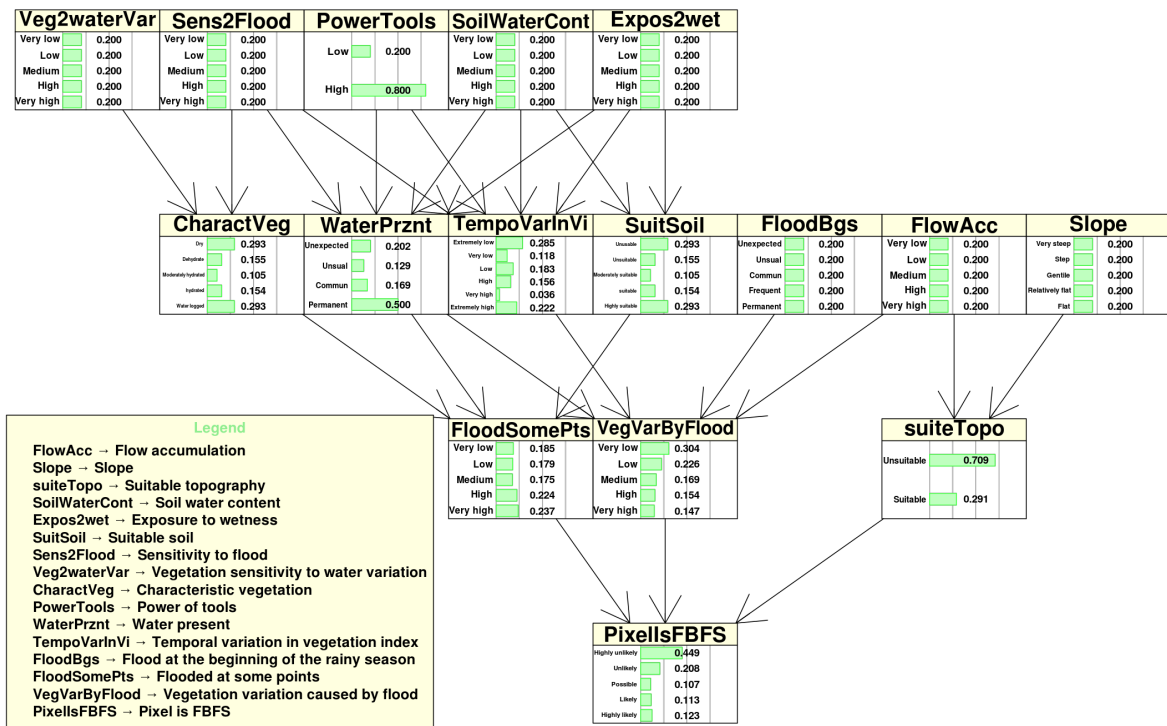 Veg2waterVar
Very low 0.200
Low 0.200
Medium 0.200
High 0.200
Very high 0.200
Sens2Flood
Very low 0.200
Low 0.200
Medium 0.200
High 0.200
Very high 0.200
PowerTools
Low 0.200
High 0.800
SoilWaterCont
Very low 0.200
Low 0.200
Medium 0.200
High 0.200
Very high 0.200
Expos2wet
Very low 0.200
Low 0.200
Medium 0.200
High 0.200
Very high 0.200
CharactVeg
Dry 0.293
Dehydrate 0.155
Moderately hydrated 0.105
hydrated 0.154
Water logged 0.293
WaterPrznt
Unexpected 0.202
Unsual 0.129
Commun 0.169
Permanent 0.500
TempoVarInVi
Extremely low 0.285
Very low 0.118
Low 0.183
High 0.156
Very high 0.036
Extremely high 0.222
SuitSoil
Unusable 0.293
Unsuitable 0.155
Moderately suitable 0.105
suitable 0.154
Highly suitable 0.293
FloodBgs
Unexpected 0.200
Unsual 0.200
Commun 0.200
Frequent 0.200
Permanent 0.200
FlowAcc
Very low 0.200
Low 0.200
Medium 0.200
High 0.200
Very high 0.200
Slope
Very steep 0.200
Step 0.200
Gentile 0.200
Relatively flat 0.200
Flat 0.200
FloodSomePts
Very low 0.185
Low 0.179
Medium 0.175
High 0.224
Very high 0.237
VegVarByFlood
Very low 0.304
Low 0.226
Medium 0.169
High 0.154
Very high 0.147
suiteTopo
Unsuitable 0.709
Suitable 0.291
PixelIsFBFS
Highly unlikely 0.449
Unlikely 0.208
Possible 0.107
Likely 0.113
Highly likely 0.123
Legend
FlowAcc → Flow accumulation
Slope → Slope
suiteTopo → Suitable topography
SoilWaterCont → Soil water content
Expos2wet → Exposure to wetness
SuitSoil → Suitable soil
Sens2Flood → Sensitivity to flood
Veg2waterVar → Vegetation sensitivity to water variation
CharactVeg → Characteristic vegetation
PowerTools → Power of tools
WaterPrznt → Water present
TempoVarInVi → Temporal variation in vegetation index
FloodBgs → Flood at the beginning of the rainy season
FloodSomePts → Flooded at some points
VegVarByFlood → Vegetation variation caused by flood
PixelIsFBFS → Pixel is FBFS